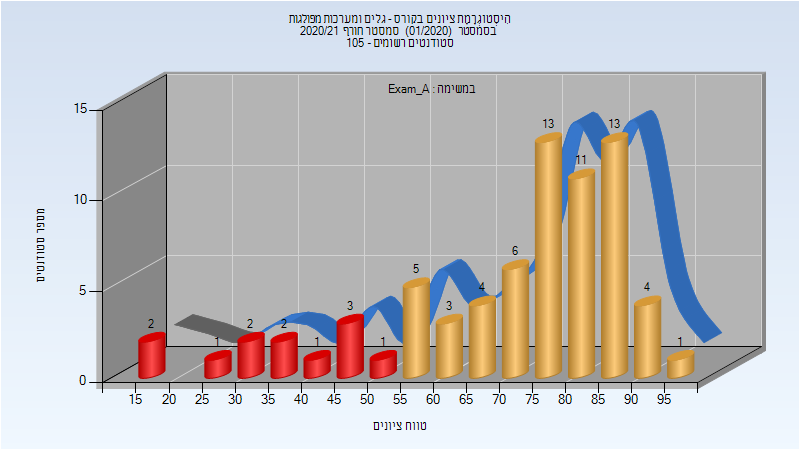 היסטוגרמת ציונים בקורס - גלים ומערכות מפולגות
בסמסטר (01/2020) סמסטר חורף 2020/21
סטודנטים רשומים - 105
במשימה : Exam_A
מספר סטודנטים
15
10
5
0
2
1
2
2
1
3
1
5
3
4
6
13
11
13
4
1
15 20 25 30 35 40 45 50 55 60 65 70 75 80 85 90 95
טווח ציונים